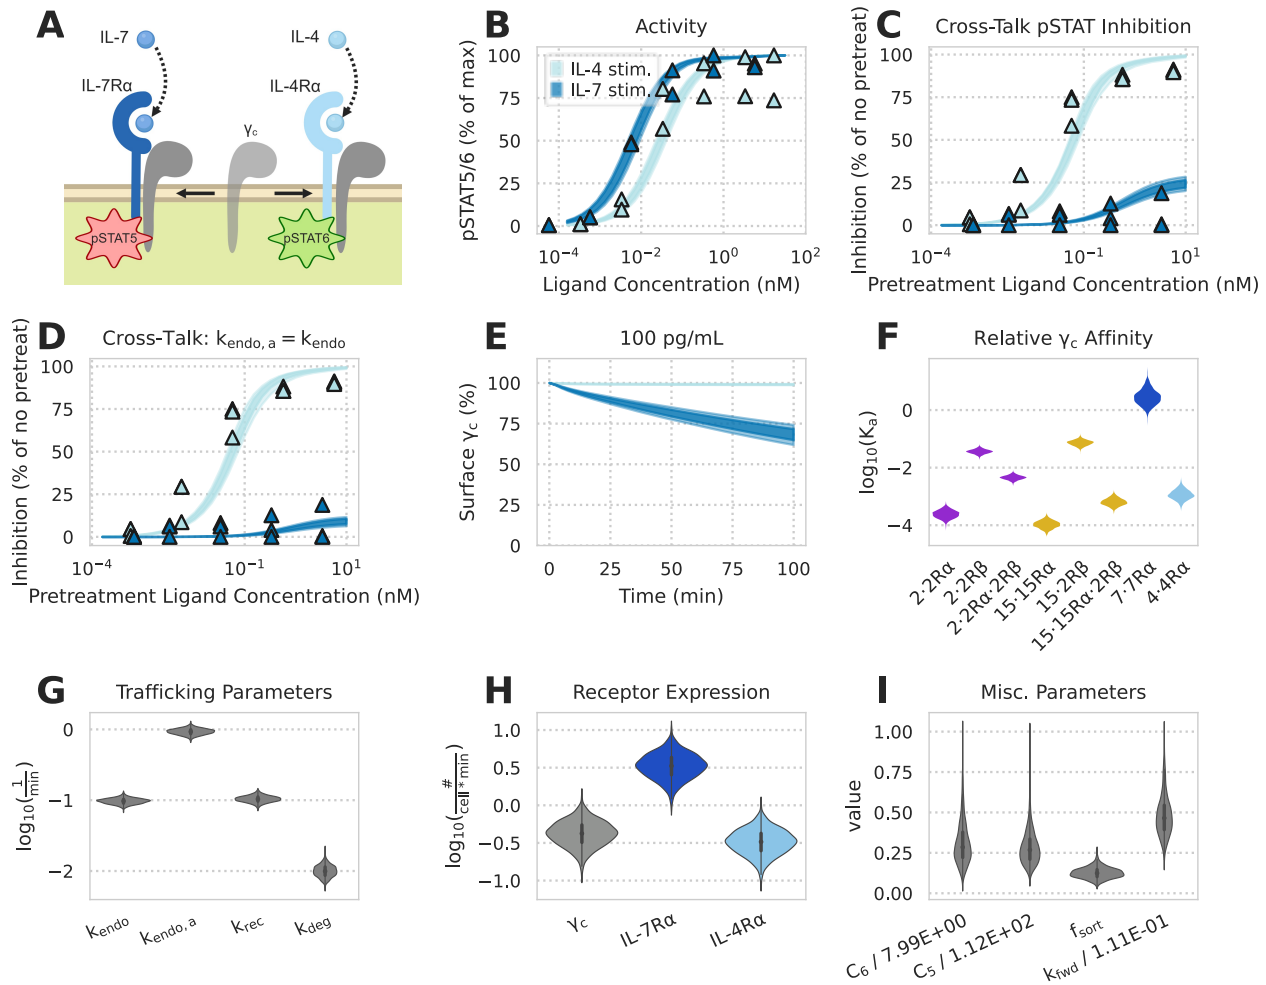 A
IL-7
IL-4
IL-7Rα
IL-4Rα
γc
pSTAT5
pSTAT6
B
Activity
IL-4 stim.
IL-7 stim.
pSTAT5/6 (% of max)
100
75
50
25
0
10⁻⁴
10⁻²
10⁰
10²
Ligand Concentration (nM)
C
Cross-Talk pSTAT Inhibition
Inhibition (% of no pretreat)
100
75
50
25
0
10⁻⁴
10⁻¹
10¹
Pretreatment Ligand Concentration (nM)
D
Cross-Talk: kendo, a = kendo
Inhibition (% of no pretreat)
100
75
50
25
0
10⁻⁴
10⁻¹
10¹
Pretreatment Ligand Concentration (nM)
E
100 pg/mL
Surface γc (%)
100
75
50
25
0
0
25
50
75
100
Time (min)
F
Relative γc Affinity
log₁₀(Ka)
0
−2
−4
2·2Rα
2·2Rβ
2·2Rα·2Rβ
15·15Rα
15·2Rβ
15·15Rα·2Rβ
7·7Rα
4·4Rα
G
Trafficking Parameters
log₁₀(1/min)
0
−1
−2
kendo
kendo, a
krec
kdeg
H
Receptor Expression
log₁₀(#/cell * min)
1.0
0.5
0.0
−0.5
−1.0
γc
IL-7Rα
IL-4Rα
I
Misc. Parameters
value
1.00
0.75
0.50
0.25
0.00
C₆ / 7.99E+00
C₅ / 1.12E+02
fsort
kfwd / 1.11E-01